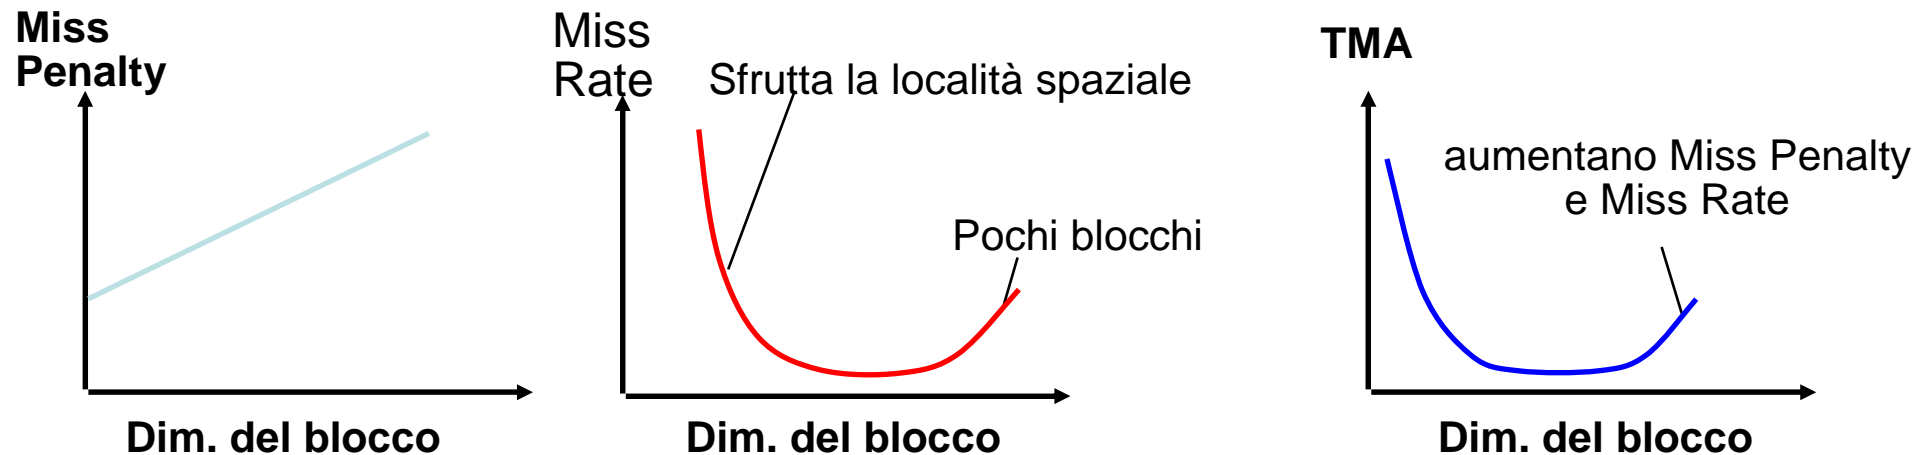 Miss
Penalty
Dim. del blocco
Miss
Rate
Sfrutta la località spaziale
Pochi blocchi
Dim. del blocco
TMA
aumentano Miss Penalty
e Miss Rate
Dim. del blocco